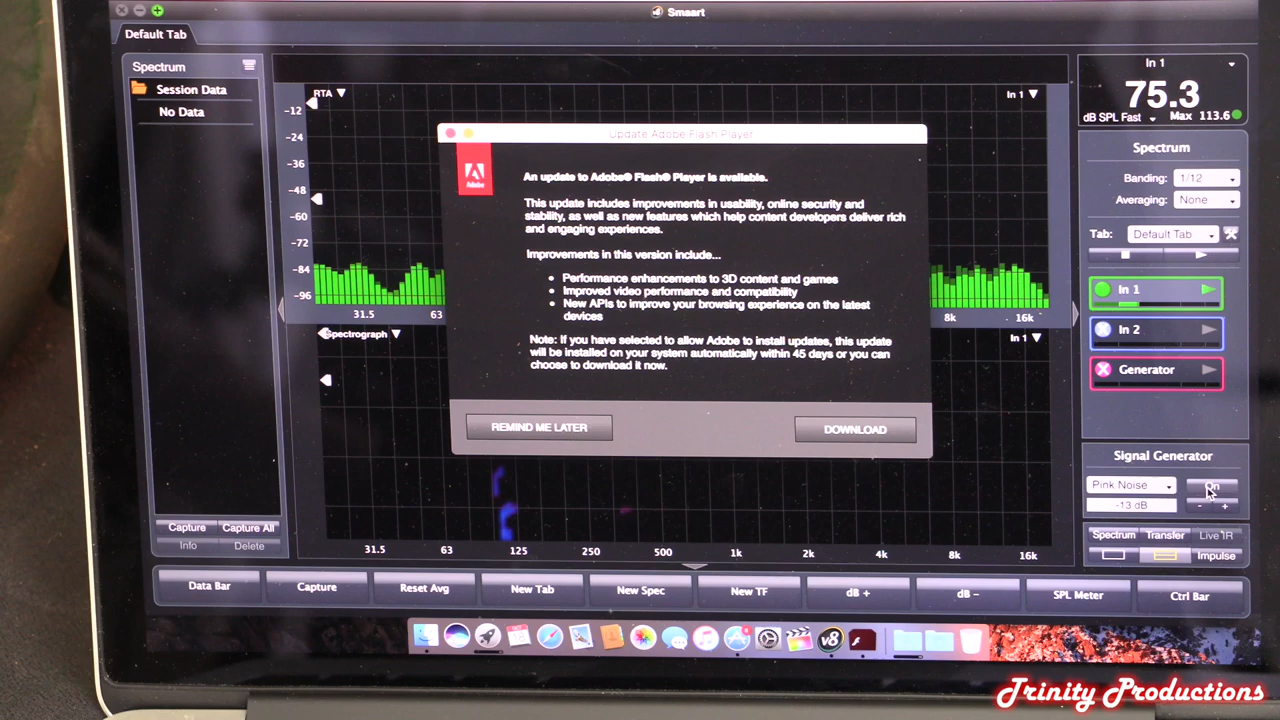 Smaart
Default Tab
Spectrum
Session Data
No Data
RTA
In 1
-12
-24
-36
-48
-60
-72
-84
-96
31.5 63 8k 16k
Update Adobe Flash Player
Adobe
An update to Adobe® Flash® Player is available.
This update includes improvements in usability, online security and
stability, as well as new features which help content developers deliver rich
and engaging experiences.
Improvements in this version include...
• Performance enhancements to 3D content and games
• Improved video performance and compatibility
• New APIs to improve your browsing experience on the latest
devices
Note: If you have selected to allow Adobe to install updates, this update
will be installed on your system automatically within 45 days or you can
choose to download it now.
REMIND ME LATER DOWNLOAD
Spectrograph
In 1
31.5 63 125 250 500 1k 2k 4k 8k 16k
Capture Capture All
Info Delete
In 1
75.3
dB SPL Fast Max 113.6
Spectrum
Banding: 1/12
Averaging: None
Tab: Default Tab
In 1
In 2
Generator
Signal Generator
Pink Noise On
-13 dB - +
Spectrum Transfer Live IR
Impulse
Data Bar Capture Reset Avg New Tab New Spec New TF dB + dB - SPL Meter Ctrl Bar
v8
Trinity Productions